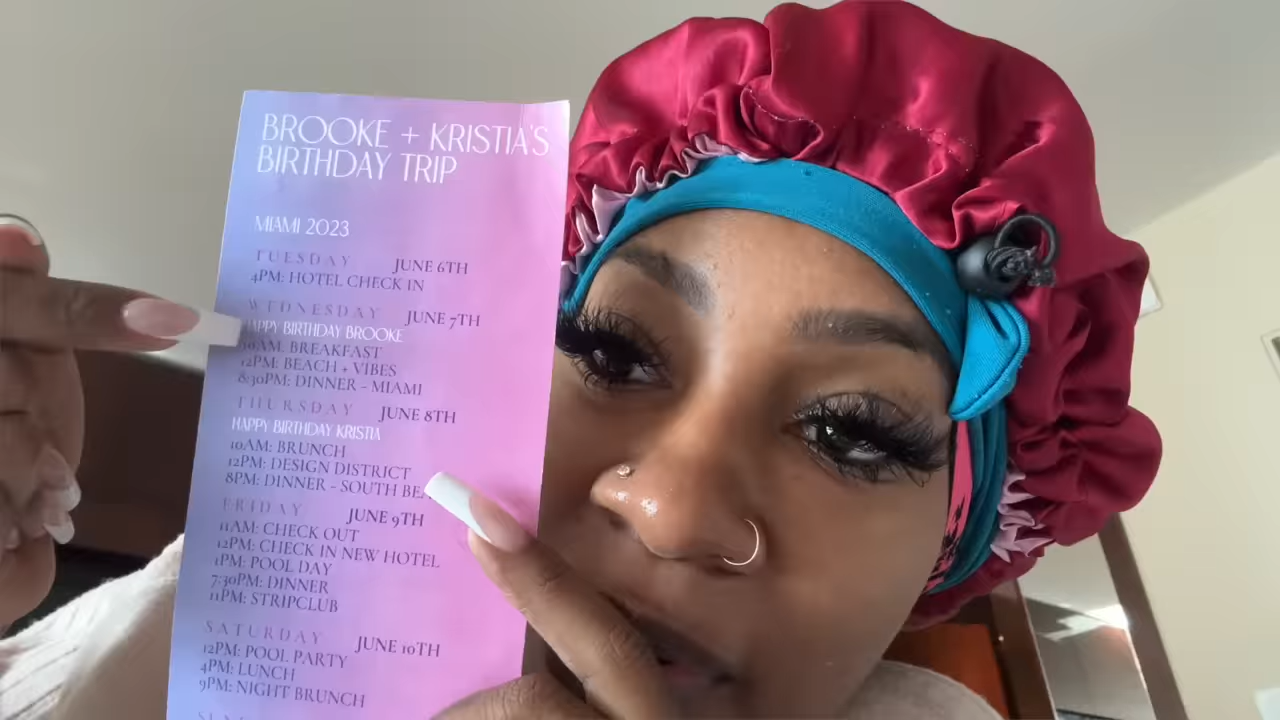 BROOKE + KRISTIA'S
BIRTHDAY TRIP
MIAMI 2023
TUESDAY JUNE 6TH
4PM: HOTEL CHECK IN
WEDNESDAY JUNE 7TH
HAPPY BIRTHDAY BROOKE
10AM: BREAKFAST
12PM: BEACH + VIBES
8:30PM: DINNER - MIAMI
THURSDAY JUNE 8TH
HAPPY BIRTHDAY KRISTIA
10AM: BRUNCH
12PM: DESIGN DISTRICT
8PM: DINNER - SOUTH BEA
FRIDAY JUNE 9TH
11AM: CHECK OUT
12PM: CHECK IN NEW HOTEL
1PM: POOL DAY
7:30PM: DINNER
11PM: STRIPCLUB
SATURDAY JUNE 10TH
12PM: POOL PARTY
4PM: LUNCH
9PM: NIGHT BRUNCH